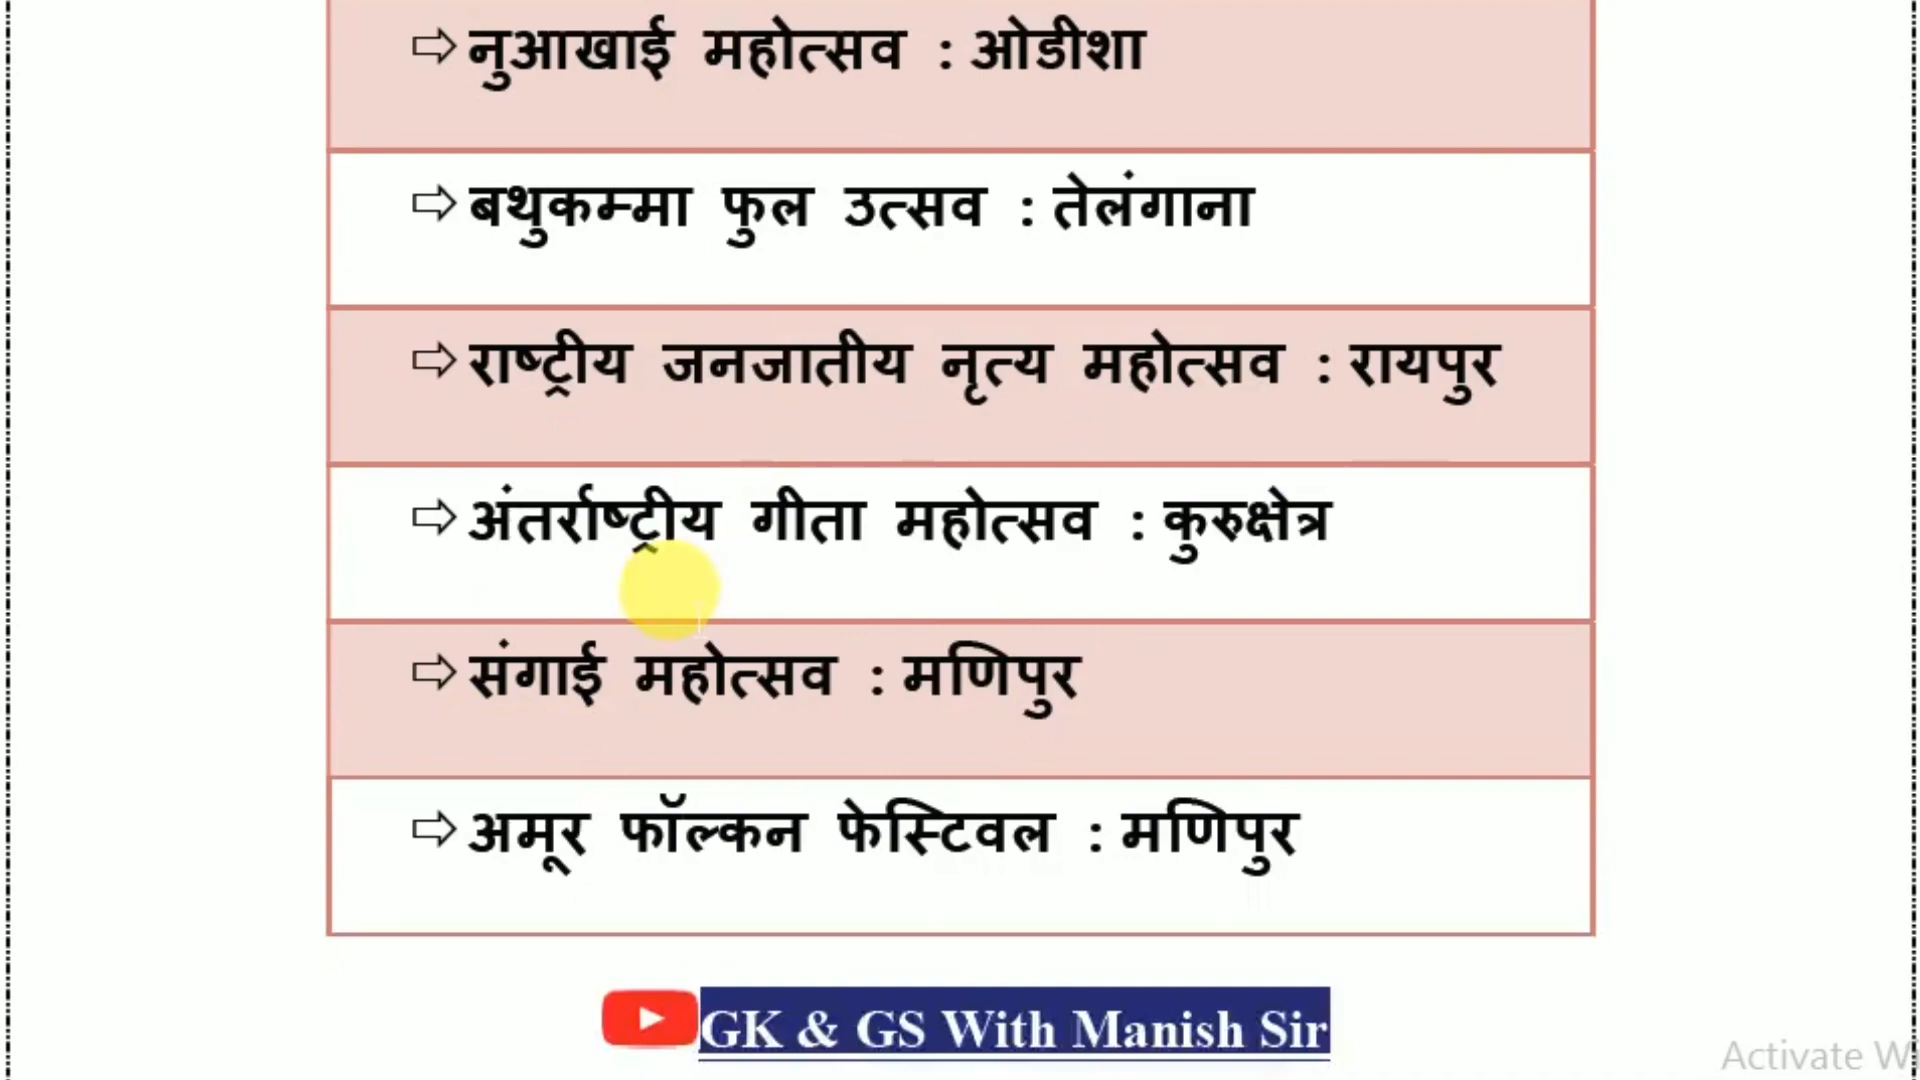 ⇨नुआखाई महोत्सव : ओडीशा
⇨बथुकम्मा फुल उत्सव : तेलंगाना
⇨राष्ट्रीय जनजातीय नृत्य महोत्सव : रायपुर
⇨अंतर्राष्ट्रीय गीता महोत्सव : कुरुक्षेत्र
⇨संगाई महोत्सव : मणिपुर
⇨अमूर फॉल्कन फेस्टिवल : मणिपुर
GK & GS With Manish Sir
Activate W